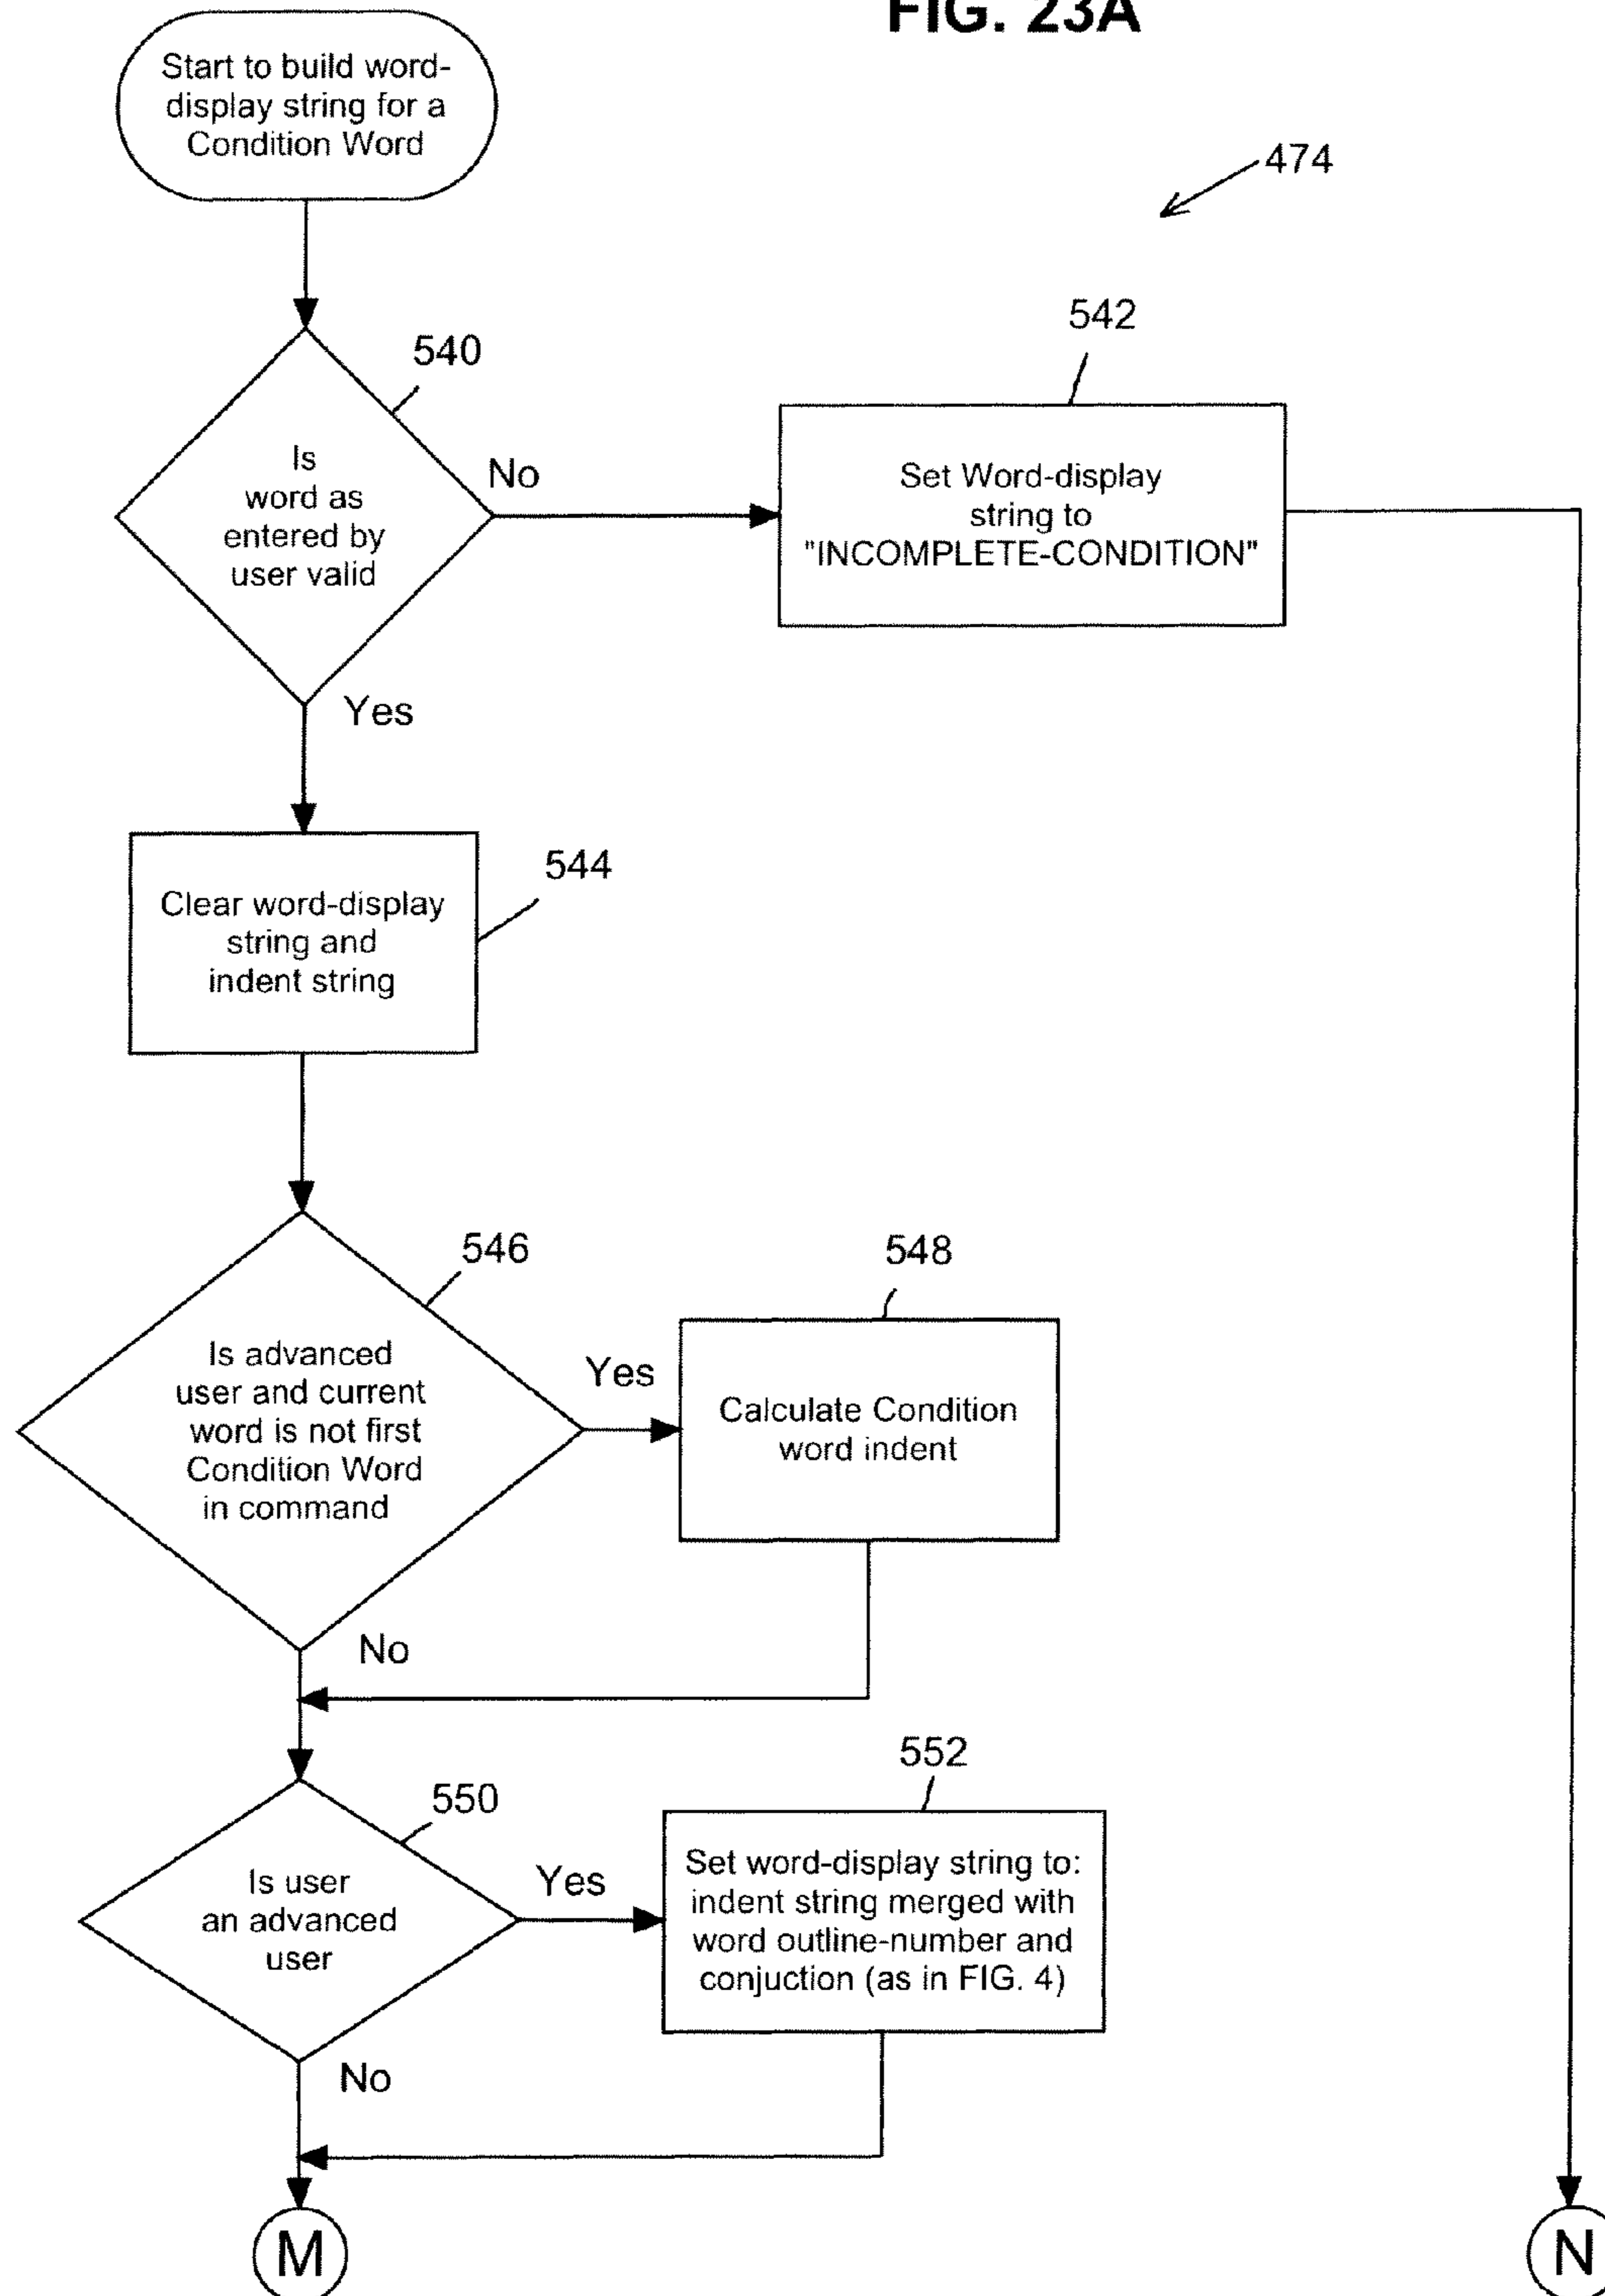 FIG. 23A
Start to build word-
display string for a
Condition Word
474
540
542
Is
word as
entered by
user valid
No
Set Word-display
string to
"INCOMPLETE-CONDITION"
Yes
544
Clear word-display
string and
indent string
546
548
Is advanced
user and current
word is not first
Condition Word
in command
Yes
Calculate Condition
word indent
No
550
552
Is user
an advanced
user
Yes
Set word-display string to:
indent string merged with
word outline-number and
conjuction (as in FIG. 4)
No
M
N